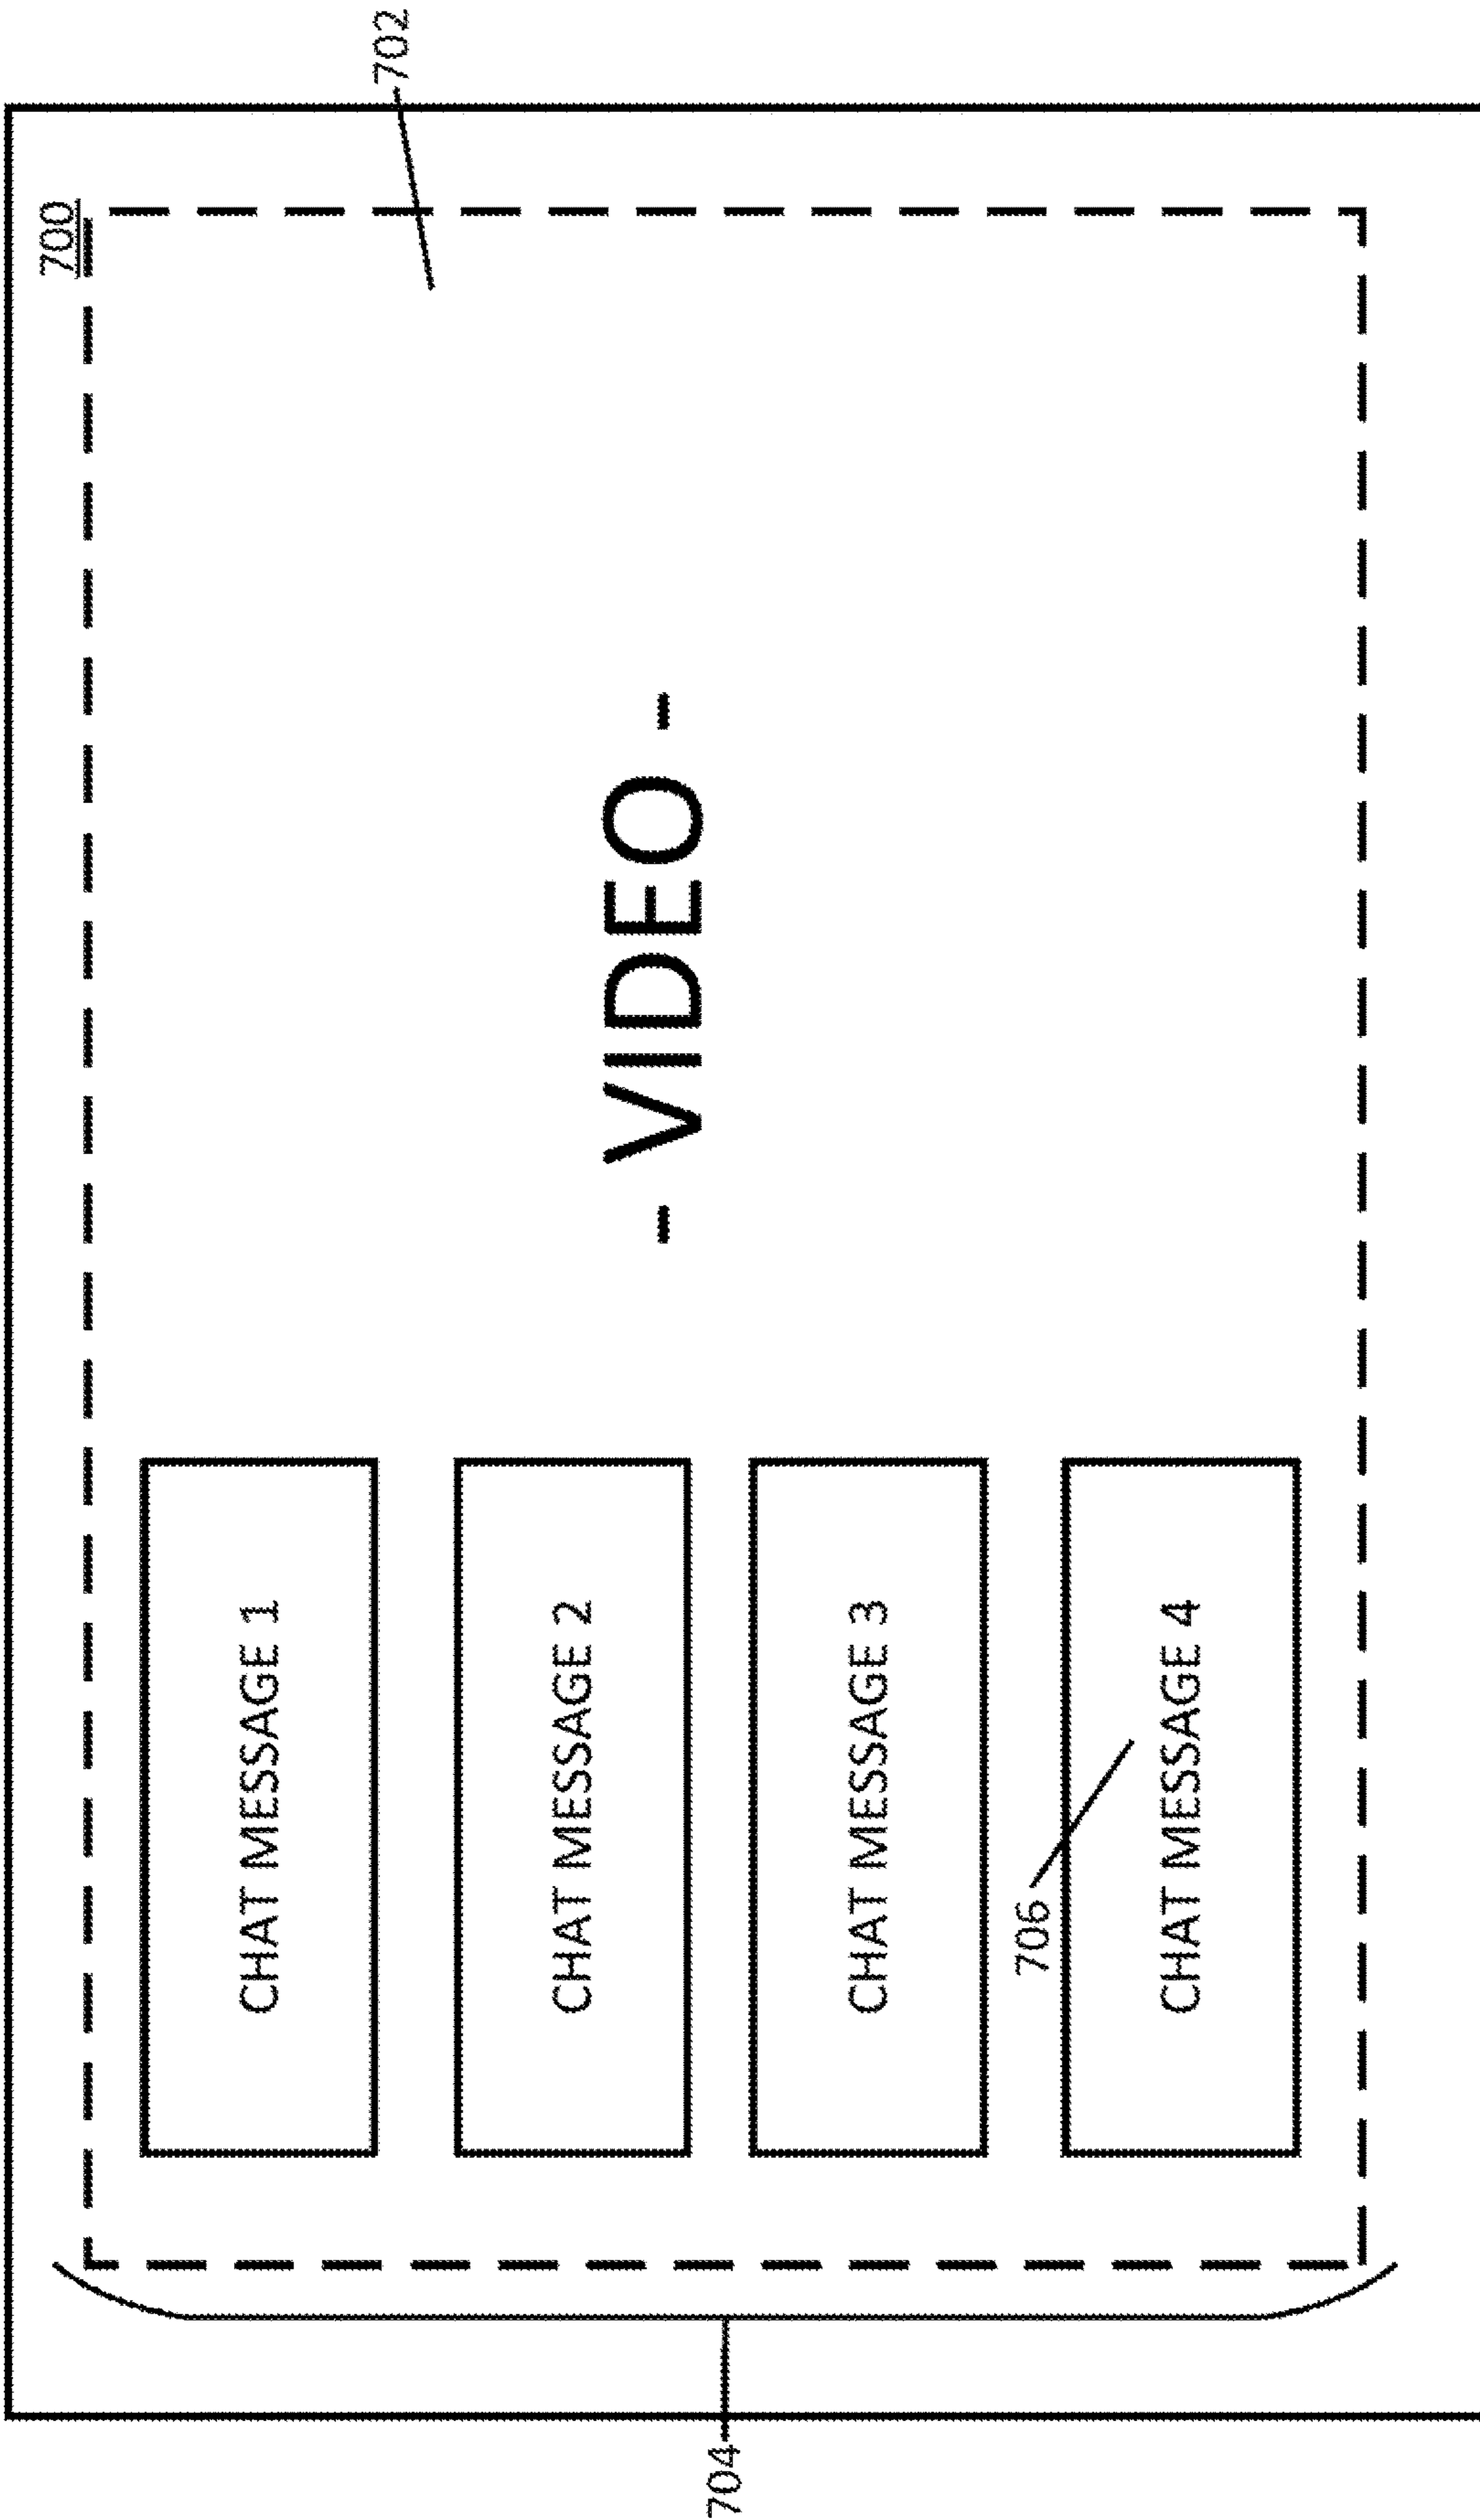 700
702
CHAT MESSAGE 1
CHAT MESSAGE 2
- VIDEO -
CHAT MESSAGE 3
706
CHAT MESSAGE 4
704